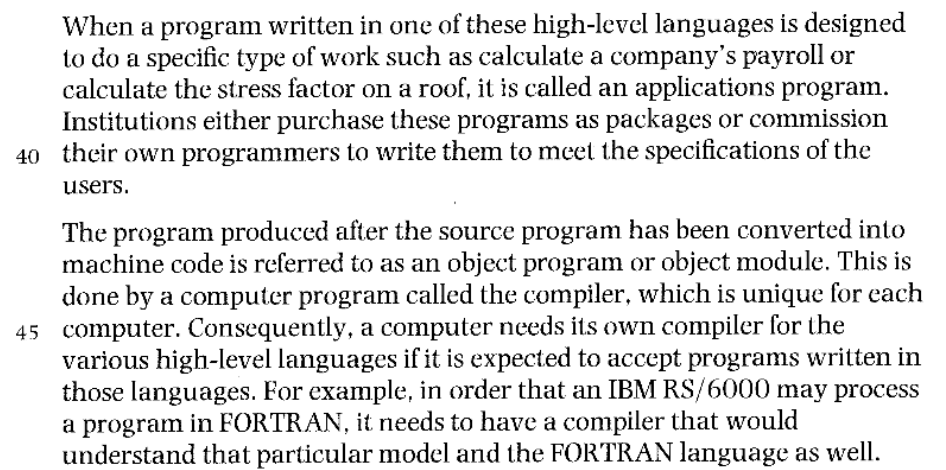 When a program written in one of these high-level languages is designed
to do a specific type of work such as calculate a company's payroll or
calculate the stress factor on a roof, it is called an applications program.
Institutions either purchase these programs as packages or commission
40 their own programmers to write them to meet the specifications of the
users.
The program produced after the source program has been converted into
machine code is referred to as an object program or object module. This is
done by a computer program called the compiler, which is unique for each
45 computer. Consequently, a computer needs its own compiler for the
various high-level languages if it is expected to accept programs written in
those languages. For example, in order that an IBM RS/6000 may process
a program in FORTRAN, it needs to have a compiler that would
understand that particular model and the FORTRAN language as well.